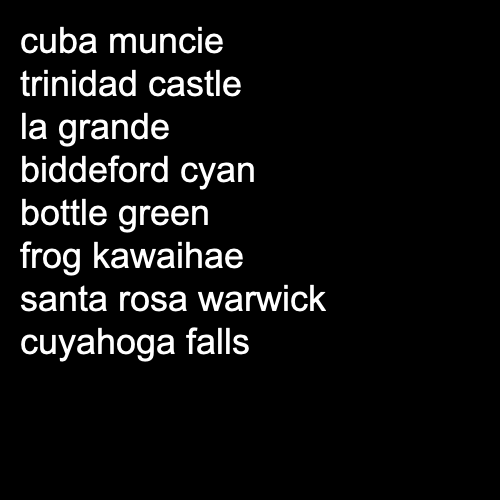 cuba muncie
trinidad castle
la grande
biddeford cyan
bottle green
frog kawaihae
santa rosa warwick
cuyahoga falls